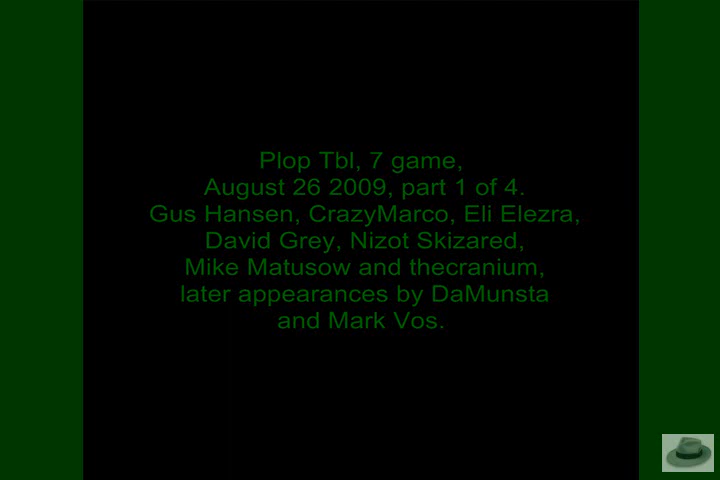 Plop Tbl, 7 game,
August 26 2009, part 1 of 4.
Gus Hansen, CrazyMarco, Eli Elezra,
David Grey, Nizot Skizared,
Mike Matusow and thecranium,
later appearances by DaMunsta
and Mark Vos.